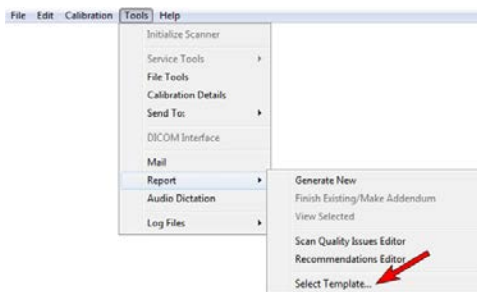 File Edit Calibration Tools Help
Initialize Scanner
Service Tools
File Tools
Calibration Details
Send To:
DICOM Interface
Mail
Report
Audio Dictation
Log Files
Generate New
Finish Existing/Make Addendum
View Selected
Scan Quality Issues Editor
Recommendations Editor
Select Template...